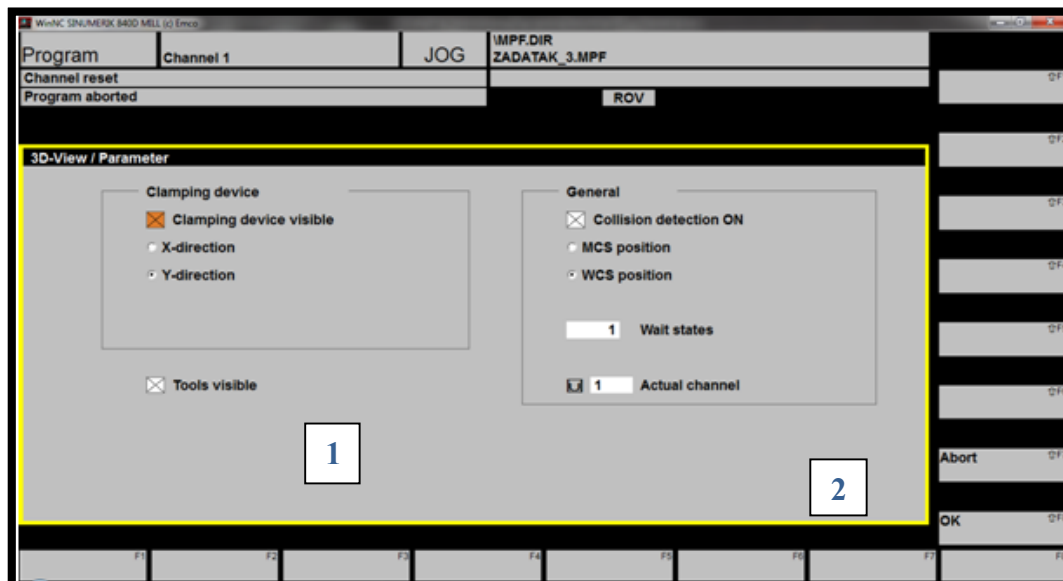 WinNC SINUMERIK 840D MILL (c) Emco
Program Channel 1 JOG \MPF.DIR
ZADATAK_3.MPF
Channel reset
Program aborted ROV
3D-View / Parameter
Clamping device
Clamping device visible
X-direction
Y-direction
Tools visible
General
Collision detection ON
MCS position
WCS position
1 Wait states
1 Actual channel
1
2
Abort
OK
F1 F2 F3 F4 F5 F6 F7